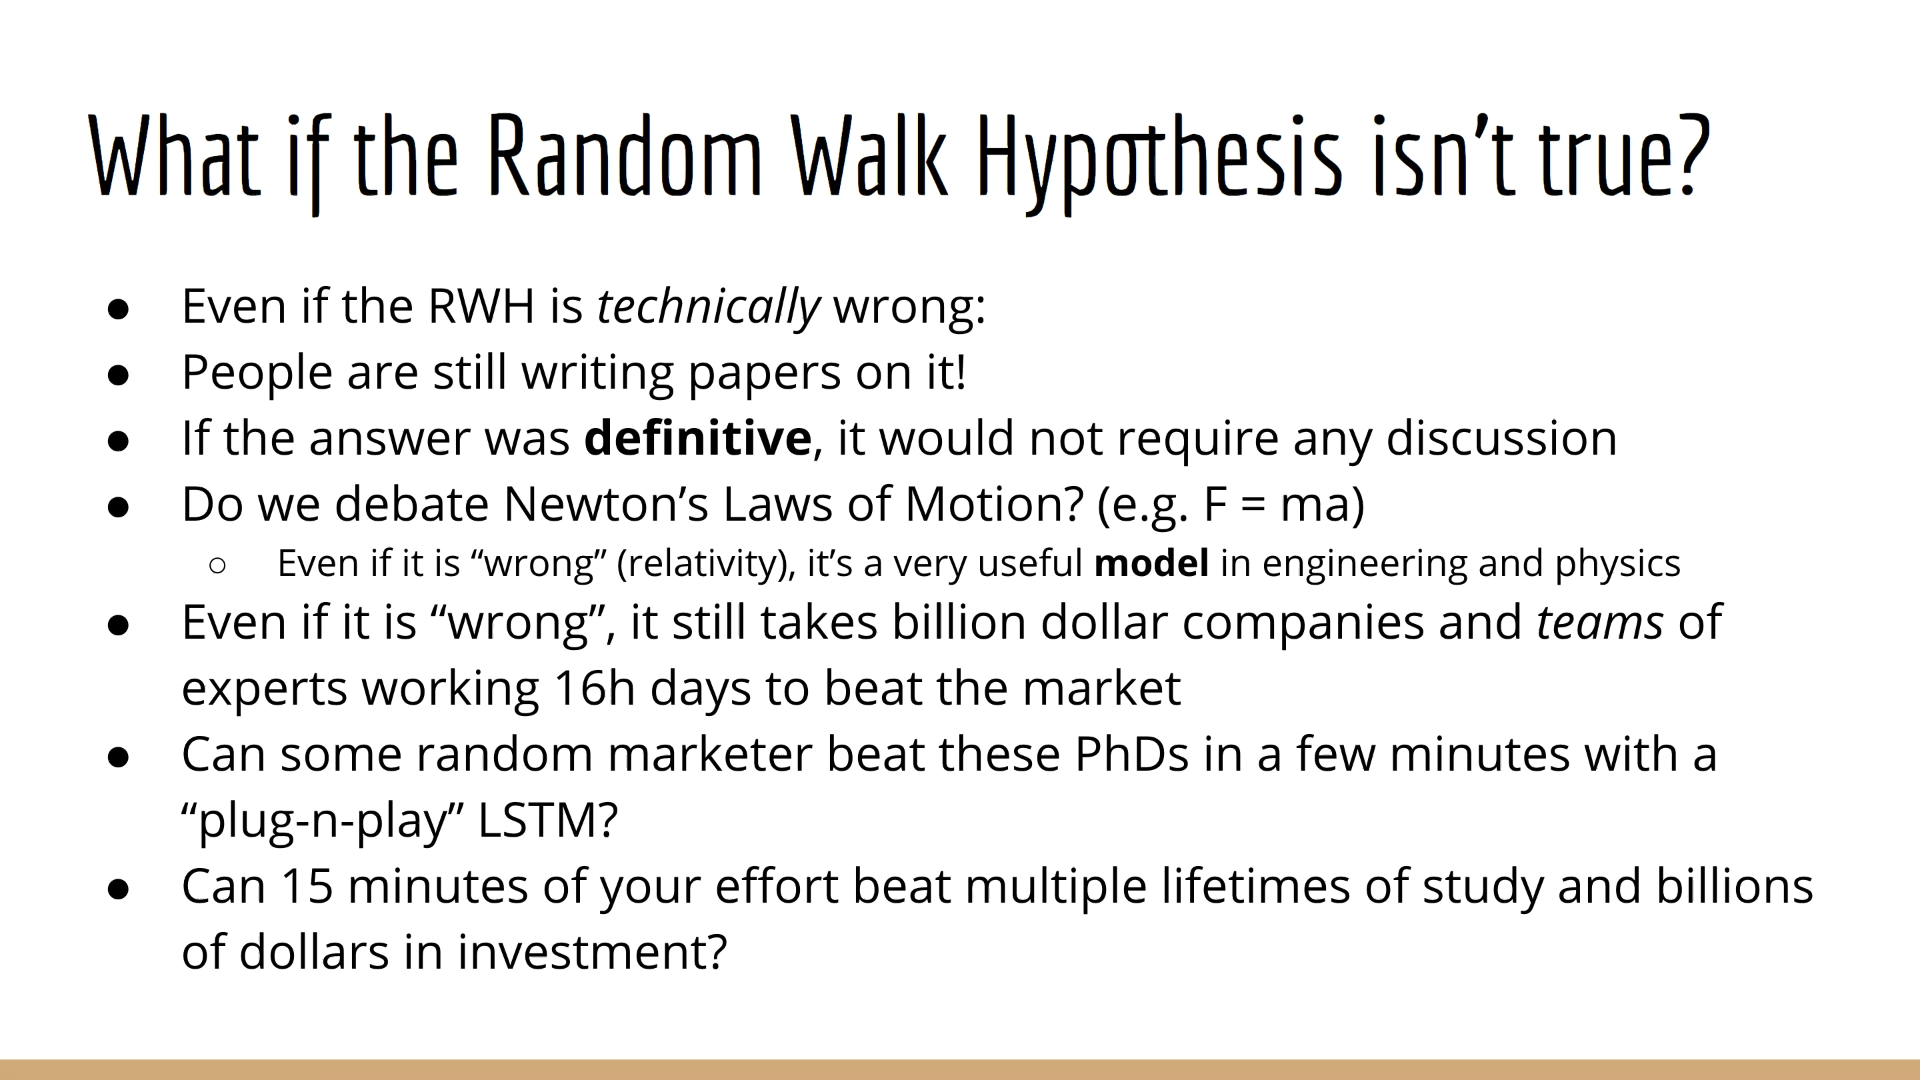 What if the Random Walk Hypothesis isn’t true?
● Even if the RWH is technically wrong:
● People are still writing papers on it!
● If the answer was definitive, it would not require any discussion
● Do we debate Newton’s Laws of Motion? (e.g. F = ma)
○ Even if it is “wrong” (relativity), it’s a very useful model in engineering and physics
● Even if it is “wrong”, it still takes billion dollar companies and teams of
experts working 16h days to beat the market
● Can some random marketer beat these PhDs in a few minutes with a
“plug-n-play” LSTM?
● Can 15 minutes of your effort beat multiple lifetimes of study and billions
of dollars in investment?